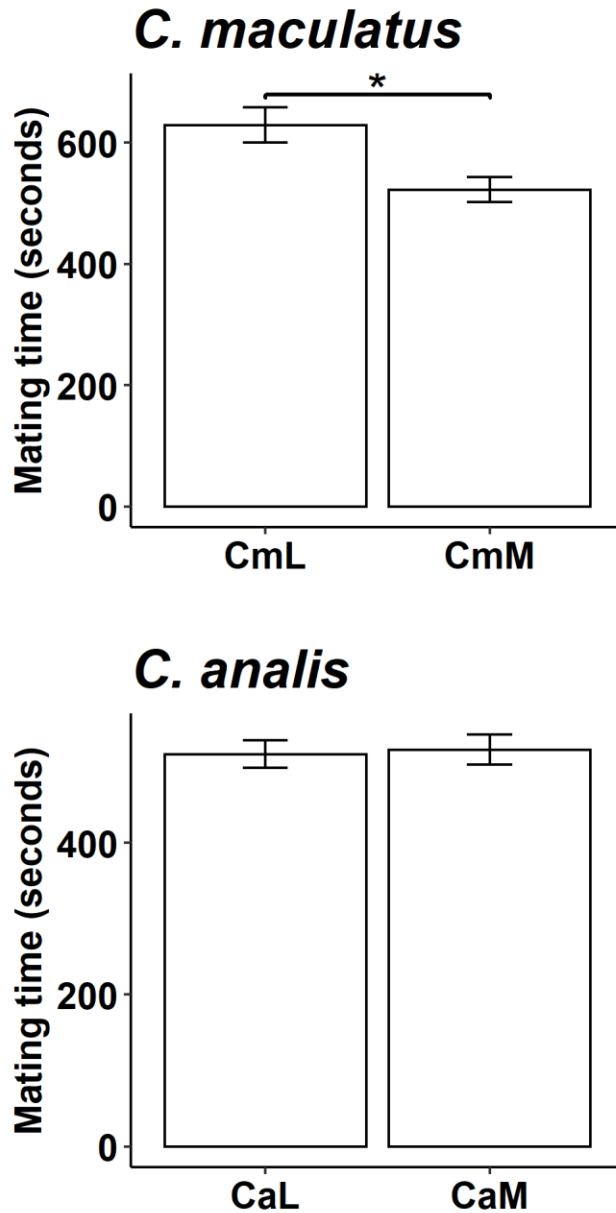 C. maculatus
*
Mating time (seconds)
600
400
200
0
CmL CmM
C. analis
Mating time (seconds)
400
200
0
CaL CaM